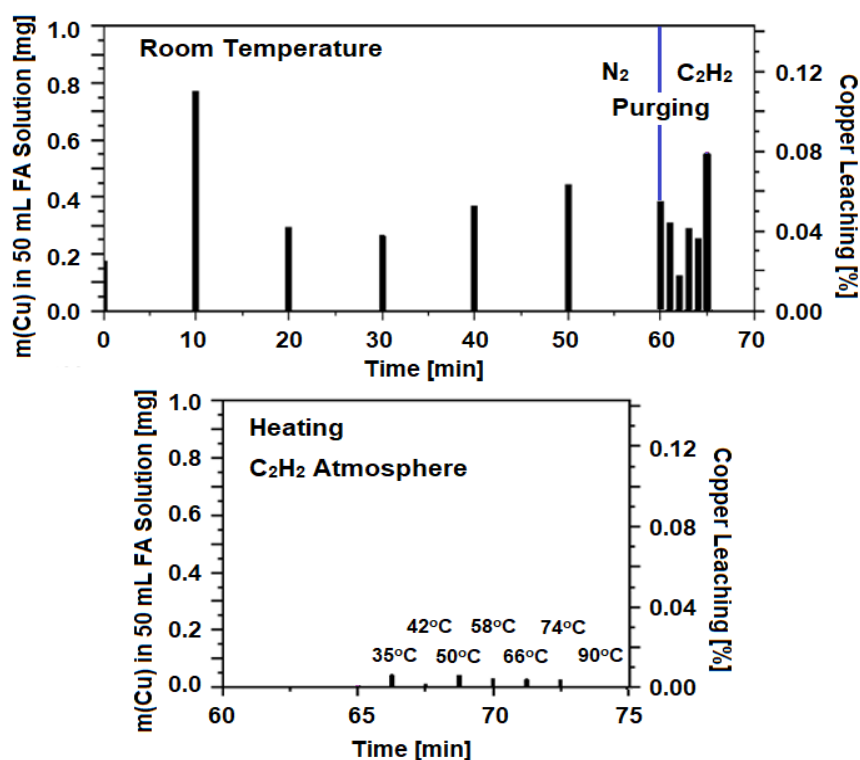 Room Temperature
N₂ C₂H₂
Purging
m(Cu) in 50 mL FA Solution [mg]
1.0
0.8
0.6
0.4
0.2
0.0
Copper Leaching [%]
0.12
0.08
0.04
0.00
0 10 20 30 40 50 60 70
Time [min]
Heating
C₂H₂ Atmosphere
m(Cu) in 50 mL FA Solution [mg]
1.0
0.8
0.6
0.4
0.2
0.0
42°C 58°C 74°C
35°C 50°C 66°C 90°C
Copper Leaching [%]
0.12
0.08
0.04
0.00
60 65 70 75
Time [min]